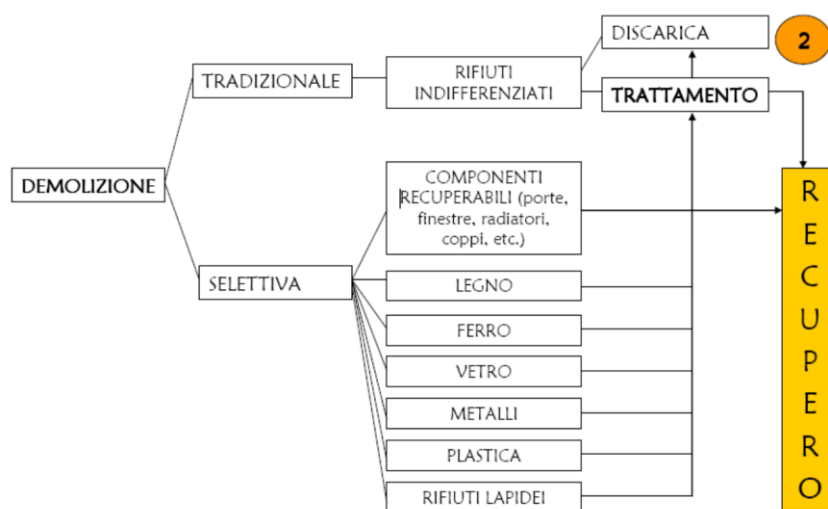 DISCARICA
2
TRADIZIONALE
RIFIUTI
INDIFFERENZIATI
TRATTAMENTO
DEMOLIZIONE
COMPONENTI
RECUPERABILI (porte,
finestre, radiatori,
coppi, etc.)
SELETTIVA
LEGNO
FERRO
VETRO
METALLI
PLASTICA
RIFIUTI LAPIDEI
R
E
C
U
P
E
R
O